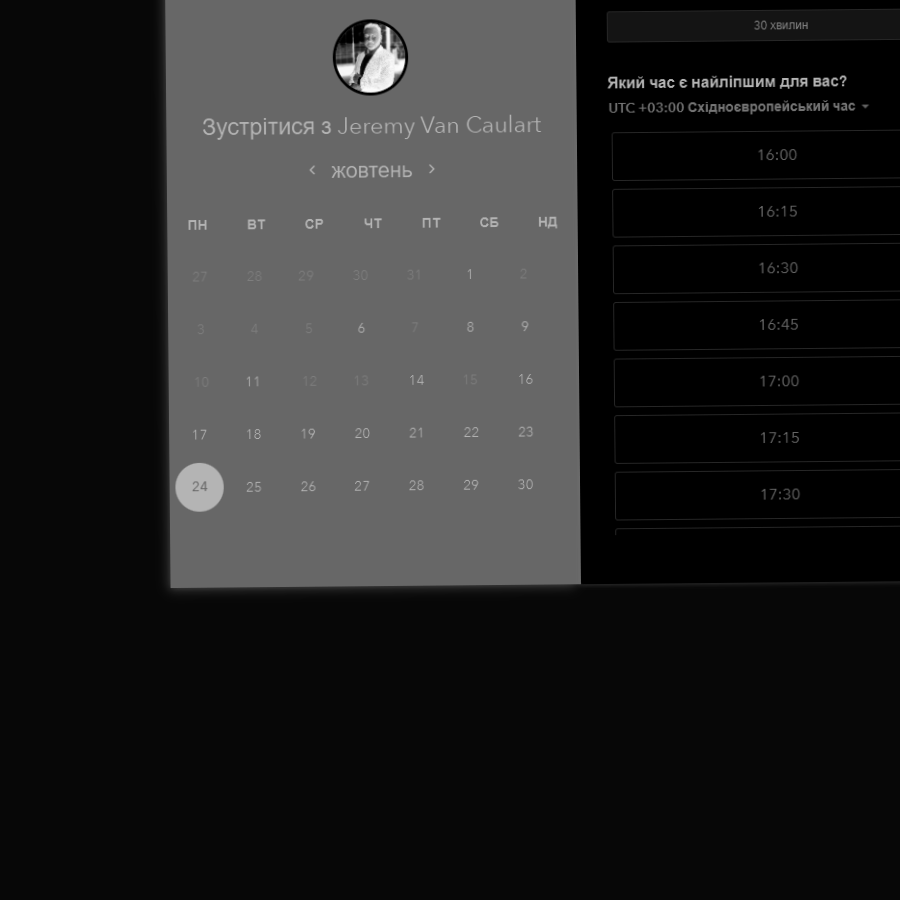 Зустрітися з Jeremy Van Caulart
жовтень
ПН ВТ СР ЧТ ПТ СБ НД
27 28 29 30 31 1 2
3 4 5 6 7 8 9
10 11 12 13 14 15 16
17 18 19 20 21 22 23
24 25 26 27 28 29 30
30 хвилин
Який час є найліпшим для вас?
UTC +03:00 Східноєвропейський час
16:00
16:15
16:30
16:45
17:00
17:15
17:30